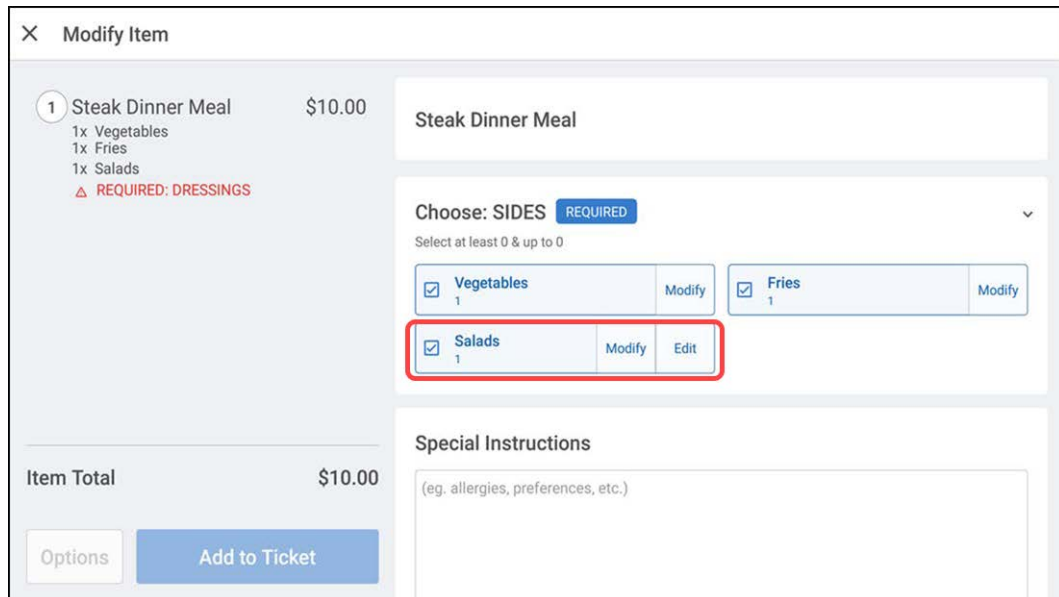 Modify Item
1 Steak Dinner Meal $10.00
1x Vegetables
1x Fries
1x Salads
REQUIRED: DRESSINGS
Item Total $10.00
Options
Add to Ticket
Steak Dinner Meal
Choose: SIDES REQUIRED
Select at least 0 & up to 0
Vegetables
1
Modify
Fries
1
Modify
Salads
1
Modify
Edit
Special Instructions
(eg. allergies, preferences, etc.)